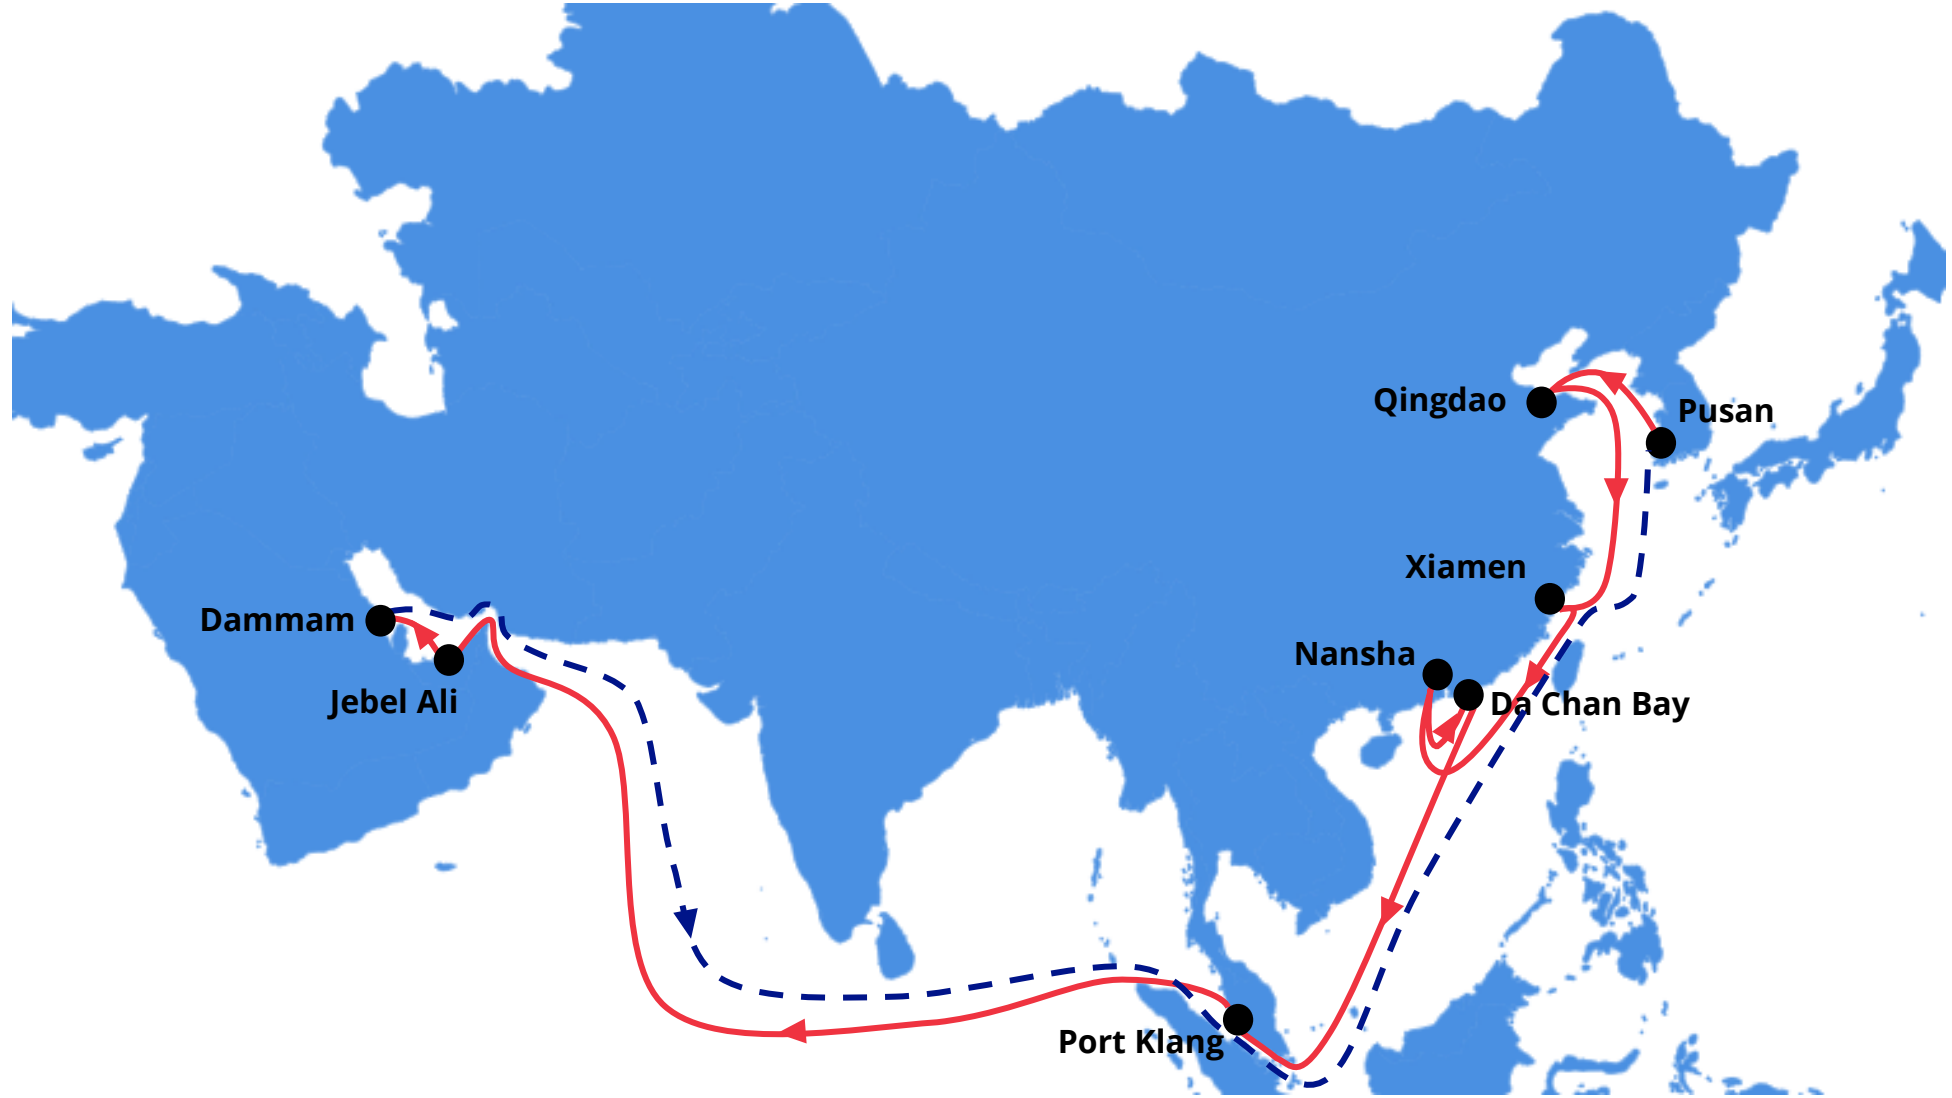 Qingdao
Pusan
Xiamen
Dammam
Nansha
Jebel Ali
Da Chan Bay
Port Klang